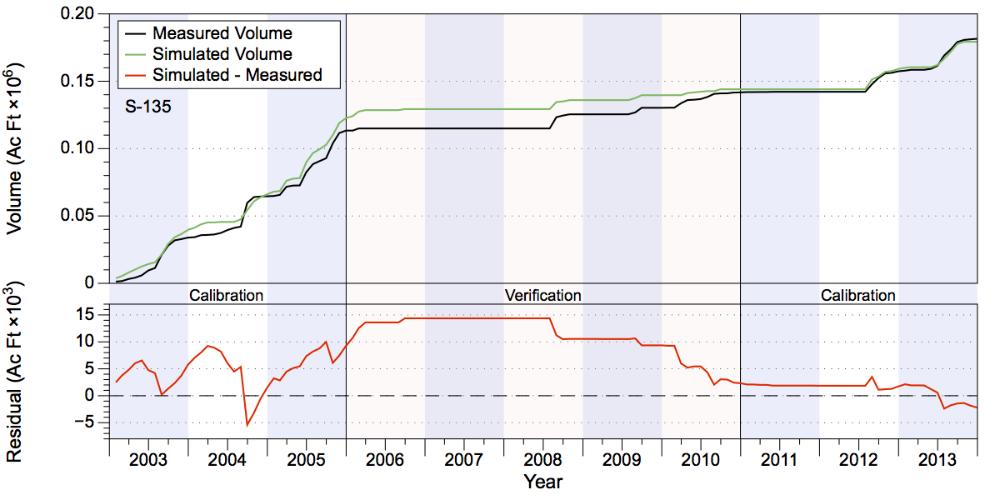 0.20
Measured Volume
Simulated Volume
Simulated - Measured
0.15
S-135
Volume (Ac Ft ×10⁶)
0.10
0.05
0
Calibration Verification Calibration
15
10
5
0
−5
Residual (Ac Ft ×10³)
2003 2004 2005 2006 2007 2008 2009 2010 2011 2012 2013
Year